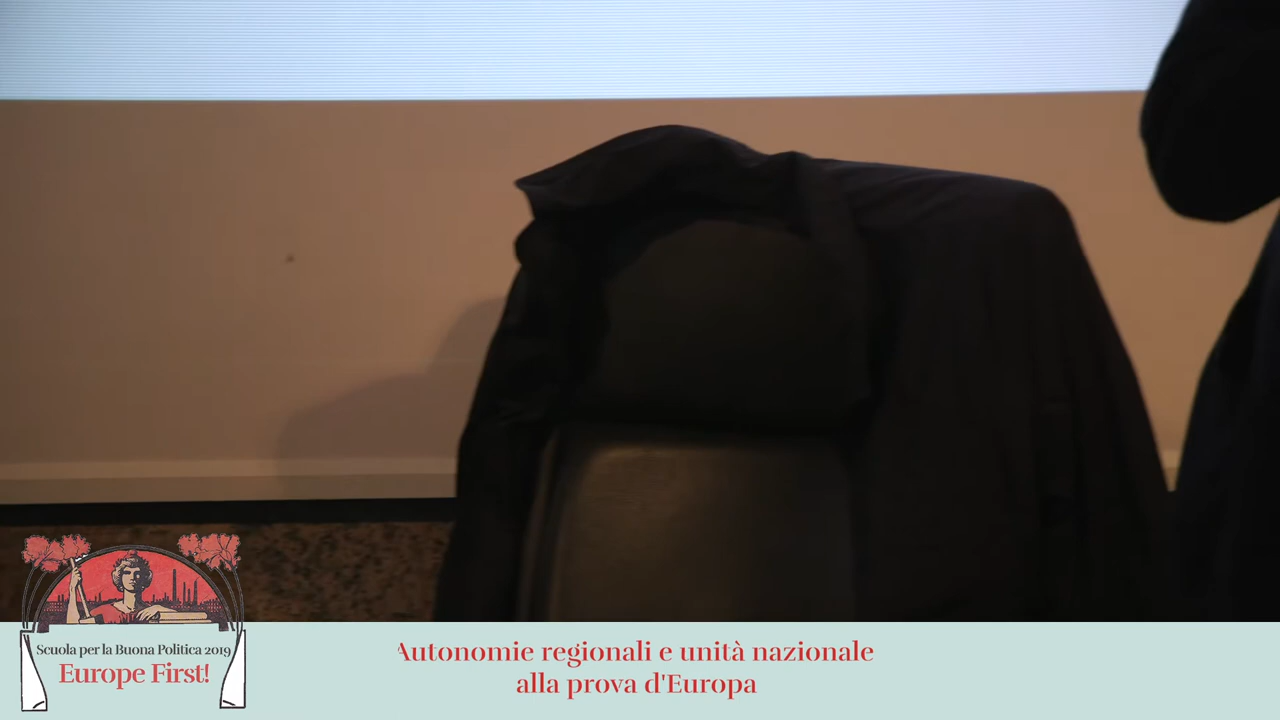 Scuola per la Buona Politica 2019
Europe First!
Autonomie regionali e unità nazionale
alla prova d'Europa